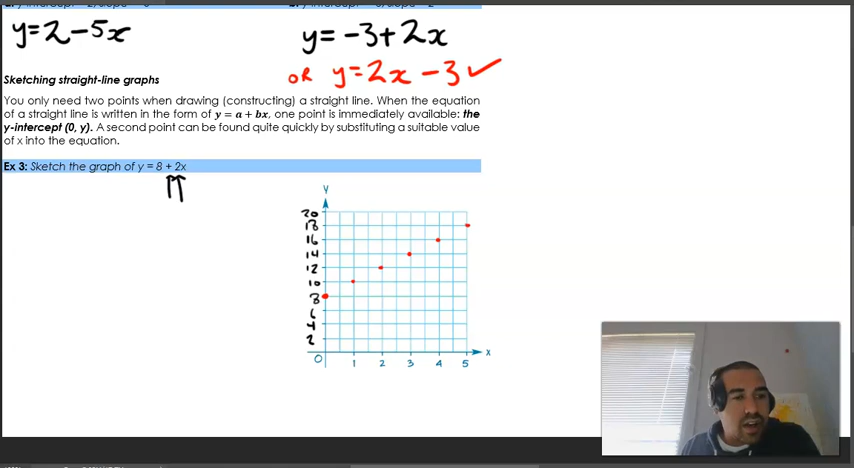 y=2-5x
y=-3+2x
OR y=2x-3
Sketching straight-line graphs
You only need two points when drawing (constructing) a straight line. When the equation
of a straight line is written in the form of y = a + bx, one point is immediately available: the
y-intercept (0, y). A second point can be found quite quickly by substituting a suitable value
of x into the equation.
Ex 3: Sketch the graph of y = 8 + 2x
y
20
18
16
14
12
10
8
6
4
2
0 1 2 3 4 5 x